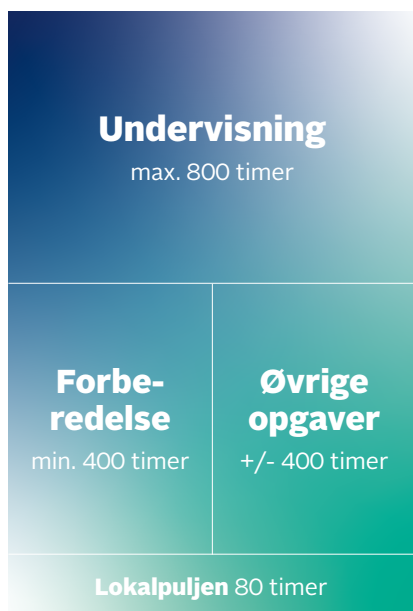 Undervisning
max. 800 timer
Forbe-
redelse
min. 400 timer
Øvrige
opgaver
+/- 400 timer
Lokalpuljen 80 timer